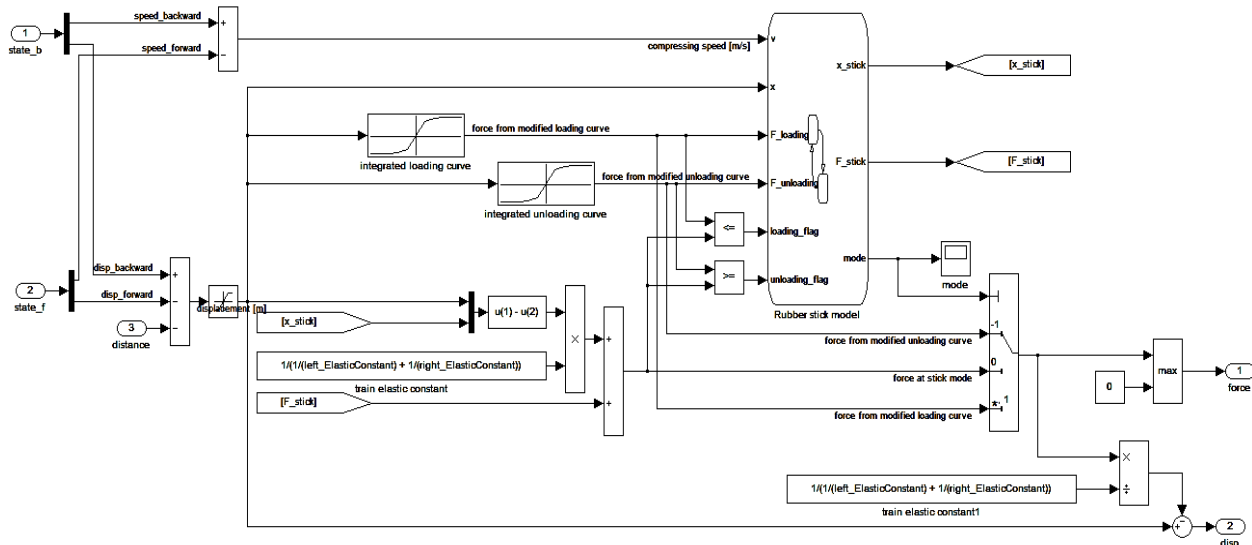 speed_backward
+
1
state_b
speed_forward
−
compressing speed [m/s]
v
x_stick
[x_stick]
x
force from modified loading curve
F_loading
integrated loading curve
force from modified unloading curve
F_unloading
F_stick
[F_stick]
integrated unloading curve
<=
loading_flag
>=
unloading_flag
mode
mode
Rubber stick model
disp_backward
+
2
state_f
disp_forward
−
3
distance
−
displacement [m]
[x_stick]
u(1) - u(2)
×
+
-1
force from modified unloading curve
1/(1/(left_ElasticConstant) + 1/(right_ElasticConstant))
train elastic constant
0
force at stick mode
max
1
force
0
[F_stick]
+
*, 1
force from modified loading curve
×
÷
1/(1/(left_ElasticConstant) + 1/(right_ElasticConstant))
train elastic constant1
−
+
2
disp